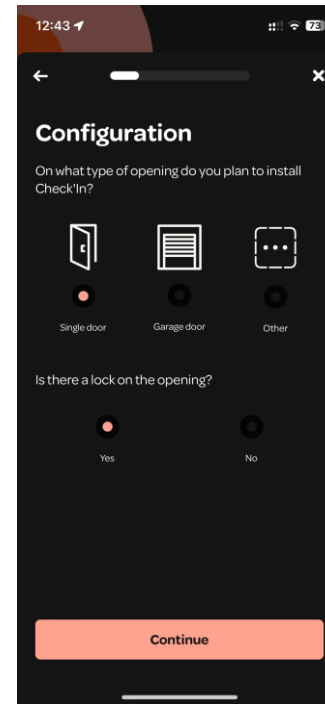 12:43
73
Configuration
On what type of opening do you plan to install
Check'In?
Single door
Garage door
Other
Is there a lock on the opening?
Yes
No
Continue